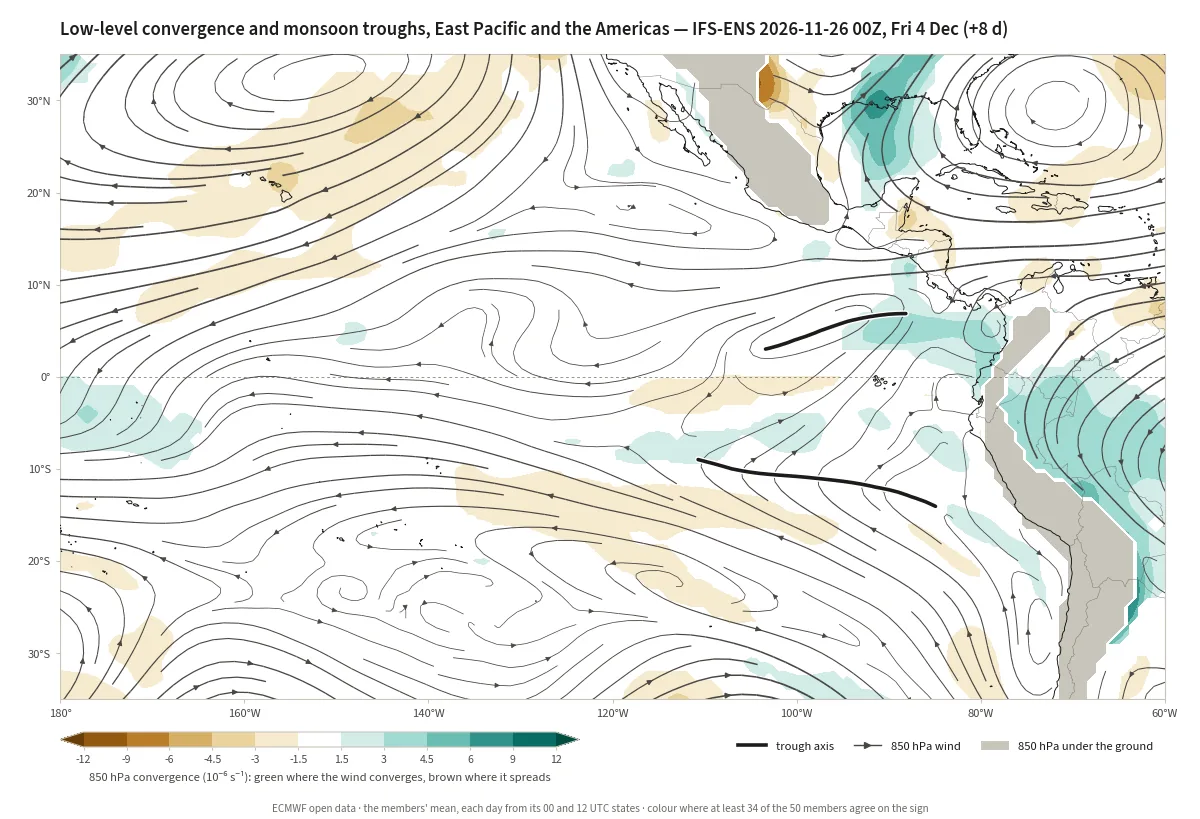 Low-level convergence and monsoon troughs, East Pacific and the Americas — IFS-ENS 2026-11-26 00Z, Fri 4 Dec (+8 d)
30°N
20°N
10°N
0°
10°S
20°S
30°S
180° 160°W 140°W 120°W 100°W 80°W 60°W
-12 -9 -6 -4.5 -3 -1.5 1.5 3 4.5 6 9 12
850 hPa convergence (10⁻⁶ s⁻¹): green where the wind converges, brown where it spreads
trough axis 850 hPa wind 850 hPa under the ground
ECMWF open data · the members' mean, each day from its 00 and 12 UTC states · colour where at least 34 of the 50 members agree on the sign